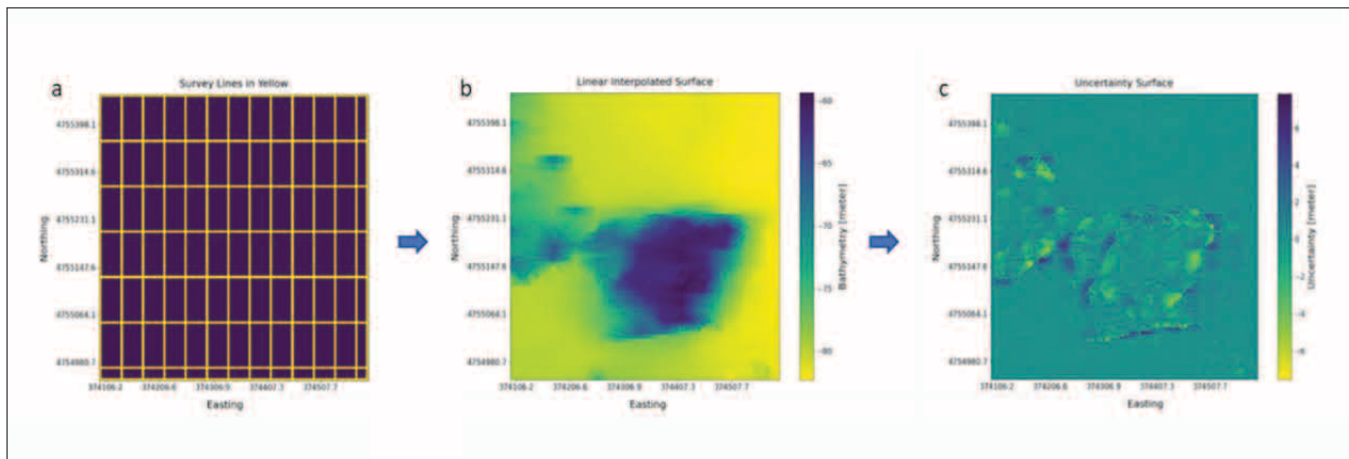 a
Survey Lines in Yellow
4755398.1
4755314.6
4755231.1
4755147.6
4755064.1
4754980.7
Northing
374106.2 374206.6 374306.9 374407.3 374507.7
Easting
b
Linear Interpolated Surface
4755398.1
4755314.6
4755231.1
4755147.6
4755064.1
4754980.7
Northing
374106.2 374206.6 374306.9 374407.3 374507.7
Easting
-60
-65
-70
-75
-80
Bathymetry [meter]
c
Uncertainty Surface
4755398.1
4755314.6
4755231.1
4755147.6
4755064.1
4754980.7
Northing
374106.2 374206.6 374306.9 374407.3 374507.7
Easting
6
4
2
0
-2
-4
-6
Uncertainty [meter]